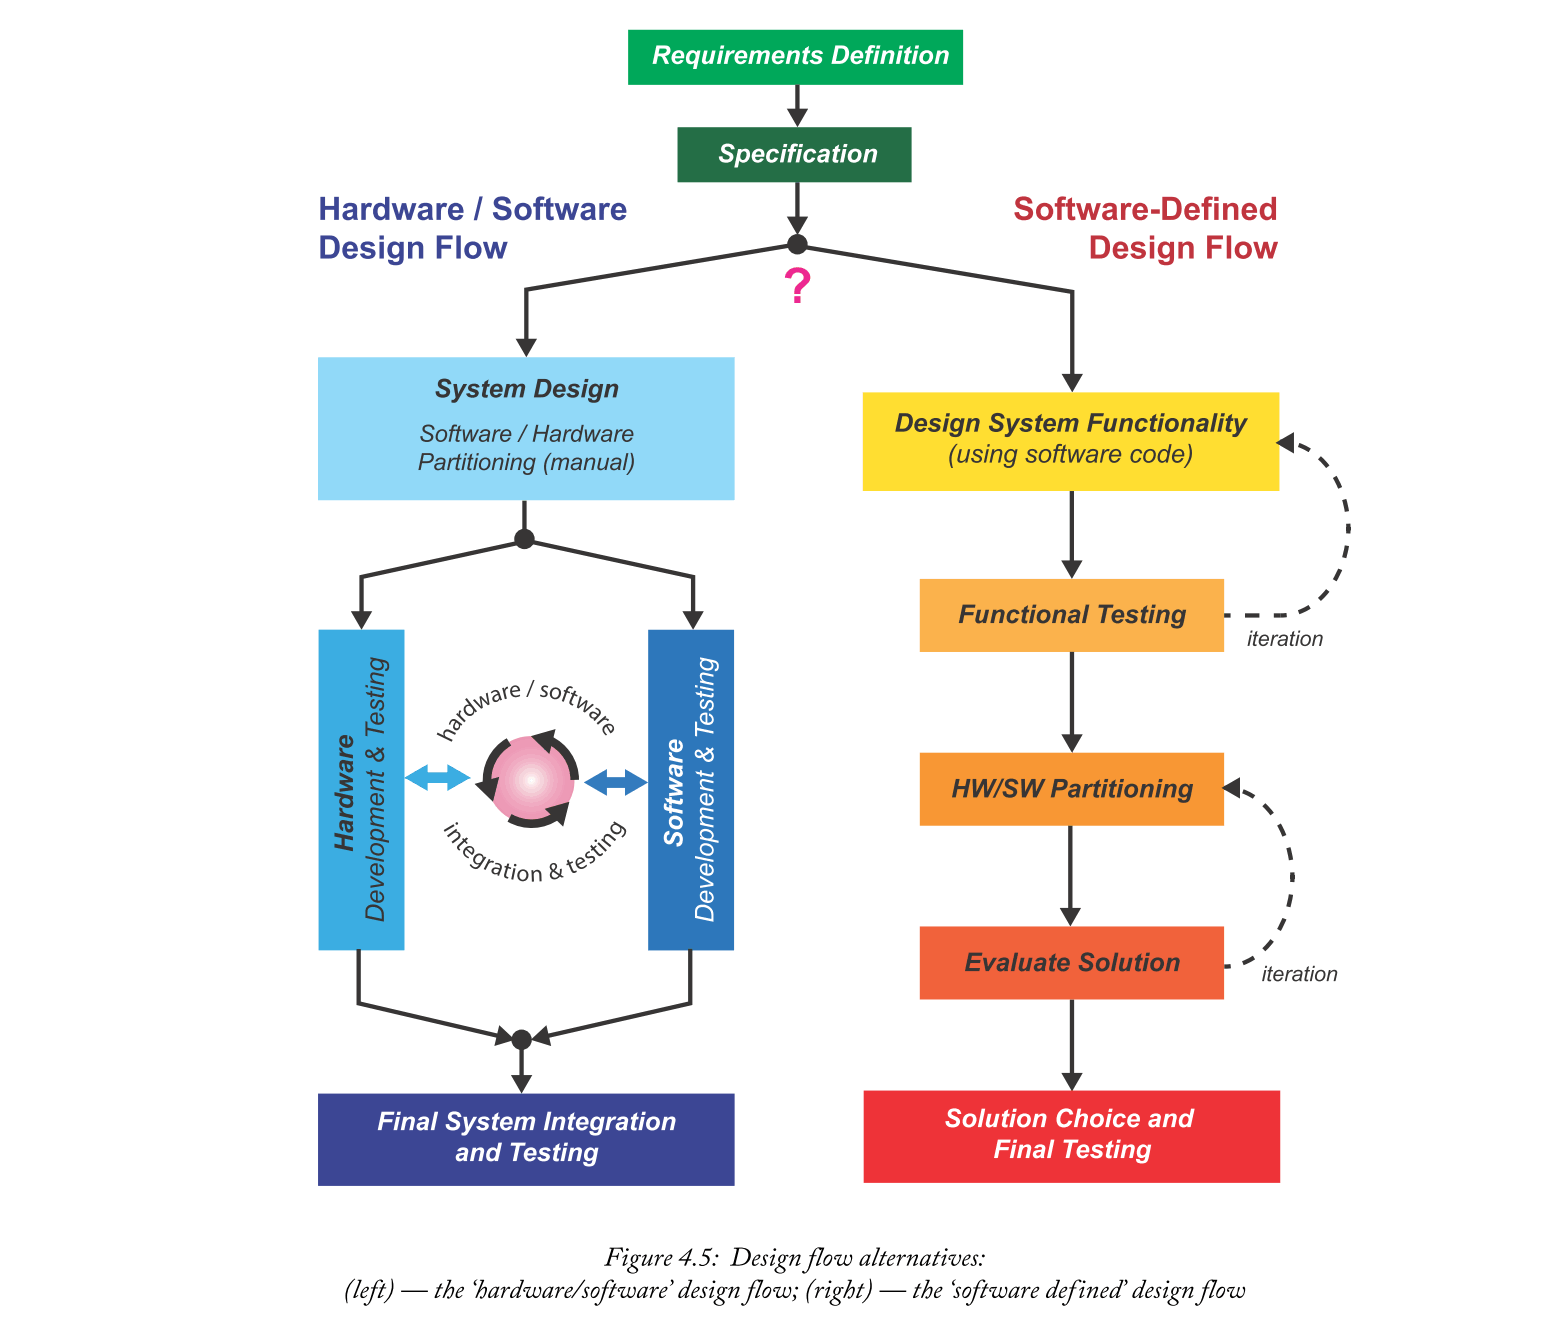 Requirements Definition
Specification
Hardware / Software
Design Flow
Software-Defined
Design Flow
?
System Design
Software / Hardware
Partitioning (manual)
Hardware
Development & Testing
hardware / software
integration & testing
Software
Development & Testing
Final System Integration
and Testing
Design System Functionality
(using software code)
Functional Testing
iteration
HW/SW Partitioning
Evaluate Solution
iteration
Solution Choice and
Final Testing
Figure 4.5:  Design flow alternatives:
(left) — the ‘hardware/software’ design flow; (right) — the ‘software defined’ design flow